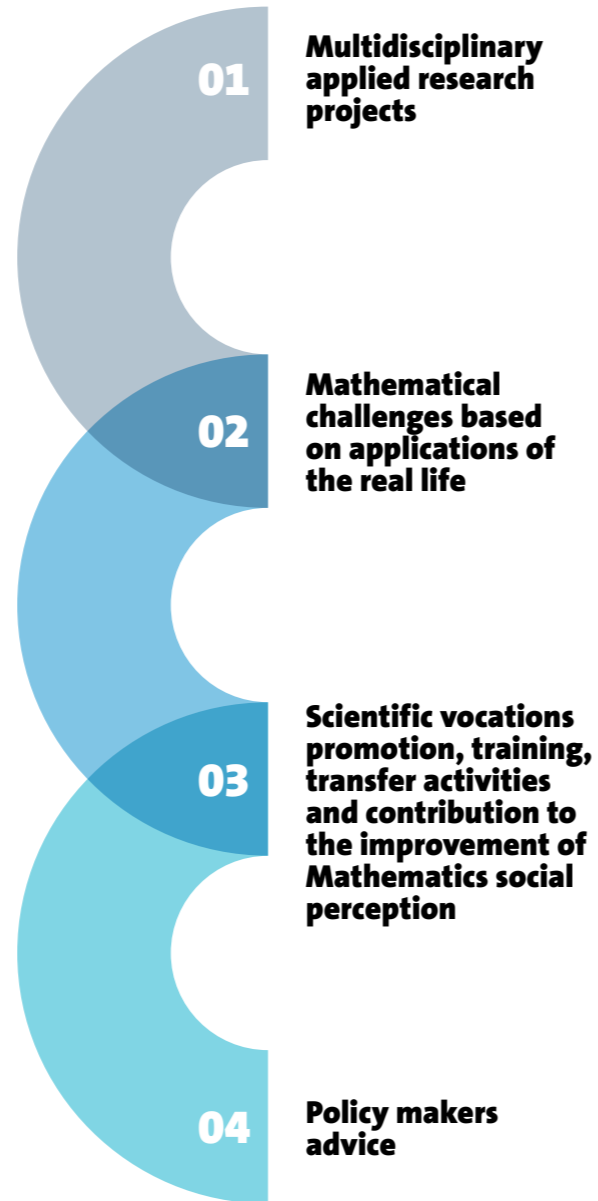 01
Multidisciplinary
applied research
projects
02
Mathematical
challenges based
on applications of
the real life
03
Scientific vocations
promotion, training,
transfer activities
and contribution to
the improvement of
Mathematics social
perception
04
Policy makers
advice